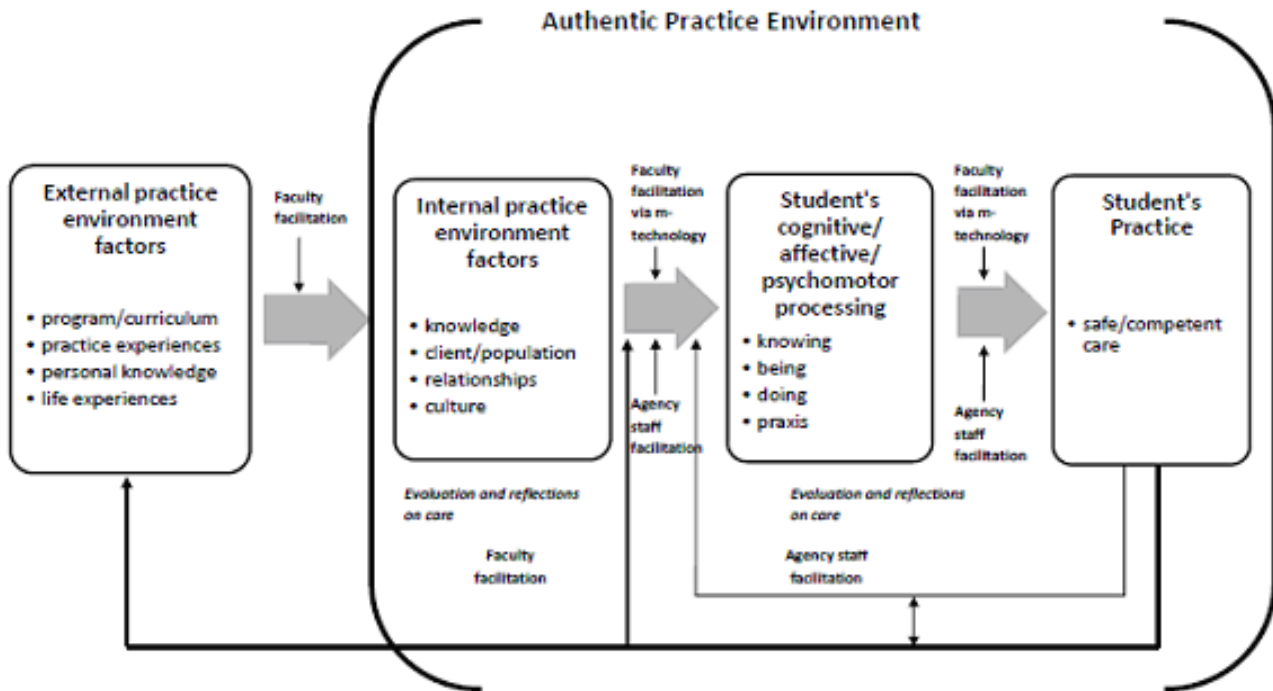 Authentic Practice Environment
External practice
environment
factors
• program/curriculum
• practice experiences
• personal knowledge
• life experiences
Faculty
facilitation
Internal practice
environment
factors
• knowledge
• client/population
• relationships
• culture
Faculty
facilitation
via m-
technology
Agency
staff
facilitation
Student's
cognitive/
affective/
psychomotor
processing
• knowing
• being
• doing
• praxis
Faculty
facilitation
via m-
technology
Agency
staff
facilitation
Student's
Practice
• safe/competent
care
Evaluation and reflections
on care
Faculty
facilitation
Evaluation and reflections
on care
Agency staff
facilitation